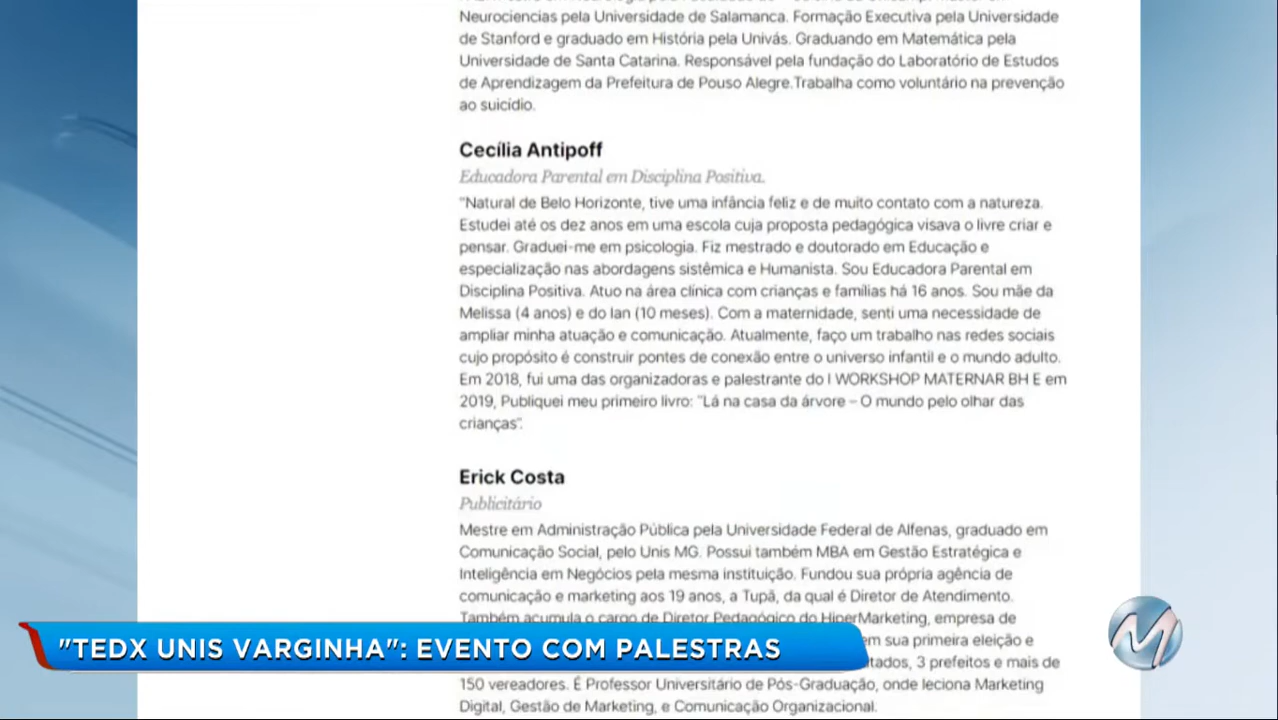 Neurociencias pela Universidade de Salamanca. Formação Executiva pela Universidade
de Stanford e graduado em História pela Univás. Graduando em Matemática pela
Universidade de Santa Catarina. Responsável pela fundação do Laboratório de Estudos
de Aprendizagem da Prefeitura de Pouso Alegre.Trabalha como voluntário na prevenção
ao suicídio.
Cecília Antipoff
Educadora Parental em Disciplina Positiva.
"Natural de Belo Horizonte, tive uma infância feliz e de muito contato com a natureza.
Estudei até os dez anos em uma escola cuja proposta pedagógica visava o livre criar e
pensar. Graduei-me em psicologia. Fiz mestrado e doutorado em Educação e
especialização nas abordagens sistêmica e Humanista. Sou Educadora Parental em
Disciplina Positiva. Atuo na área clínica com crianças e famílias há 16 anos. Sou mãe da
Melissa (4 anos) e do Ian (10 meses). Com a maternidade, senti uma necessidade de
ampliar minha atuação e comunicação. Atualmente, faço um trabalho nas redes sociais
cujo propósito é construir pontes de conexão entre o universo infantil e o mundo adulto.
Em 2018, fui uma das organizadoras e palestrante do I WORKSHOP MATERNAR BH E em
2019, Publiquei meu primeiro livro: "Lá na casa da árvore – O mundo pelo olhar das
crianças".
Erick Costa
Publicitário
Mestre em Administração Pública pela Universidade Federal de Alfenas, graduado em
Comunicação Social, pelo Unis MG. Possui também MBA em Gestão Estratégica e
Inteligência em Negócios pela mesma instituição. Fundou sua própria agência de
comunicação e marketing aos 19 anos, a Tupã, da qual é Diretor de Atendimento.
Também acumula o cargo de Diretor Pedagógico do HiperMarketing, empresa de
em sua primeira eleição e
"TEDX UNIS VARGINHA": EVENTO COM PALESTRAS
3 prefeitos e mais de
150 vereadores. É Professor Universitário de Pós-Graduação, onde leciona Marketing
Digital, Gestão de Marketing, e Comunicação Organizacional.